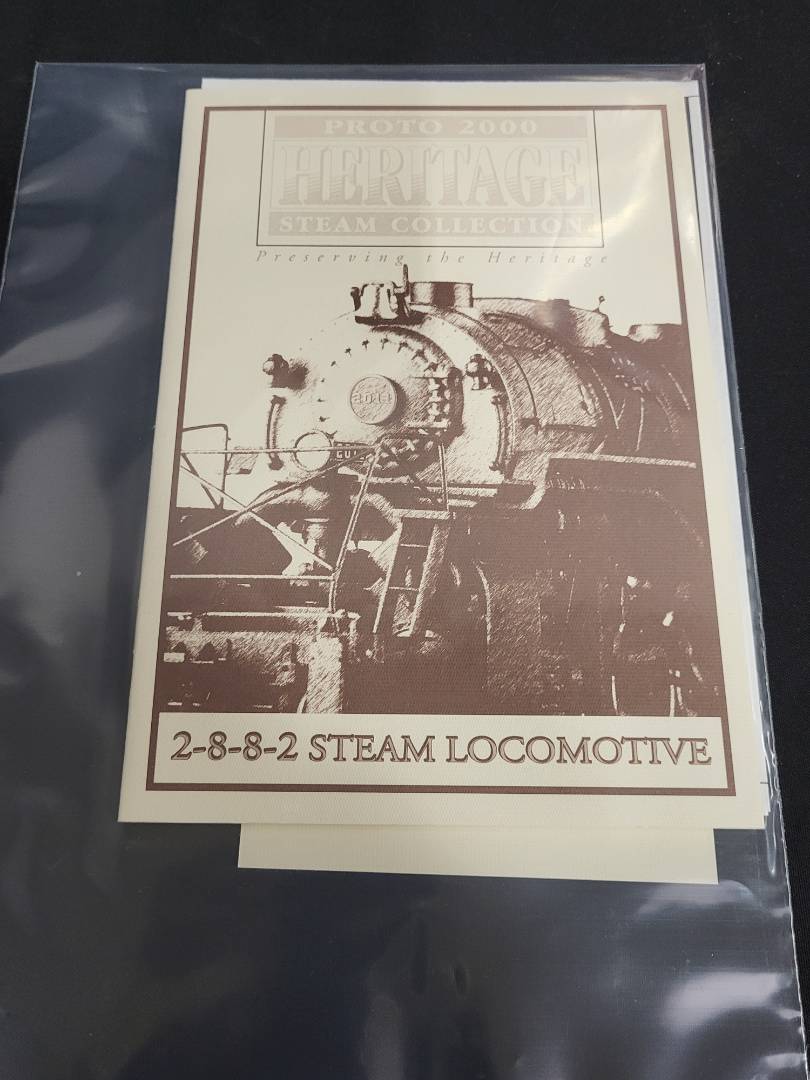 PROTO 2000
HERITAGE
STEAM COLLECTION
Preserving the Heritage
2-8-8-2 STEAM LOCOMOTIVE